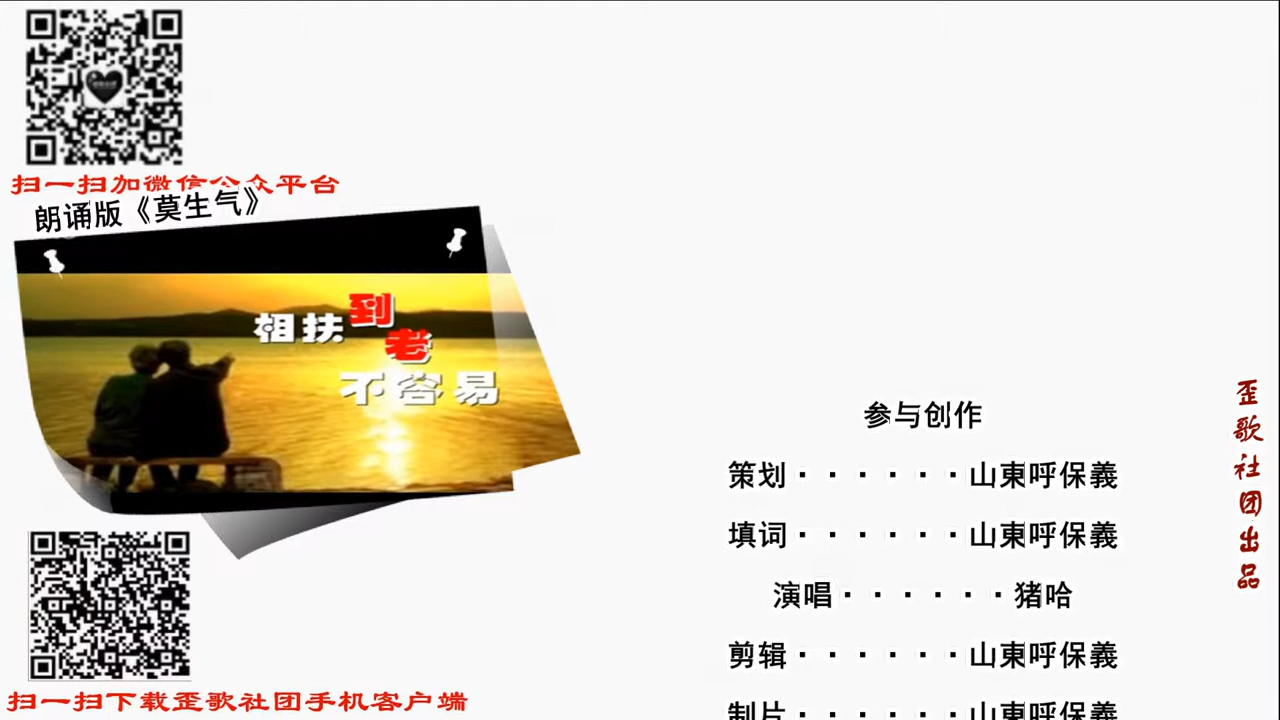 扫一扫加微信公众平台
朗诵版《莫生气》
相扶到老
不容易
扫一扫下载歪歌社团手机客户端
参与创作
策划······山東呼保義
填词······山東呼保義
演唱······猪哈
剪辑······山東呼保義
制片······山東呼保義
歪歌社团出品